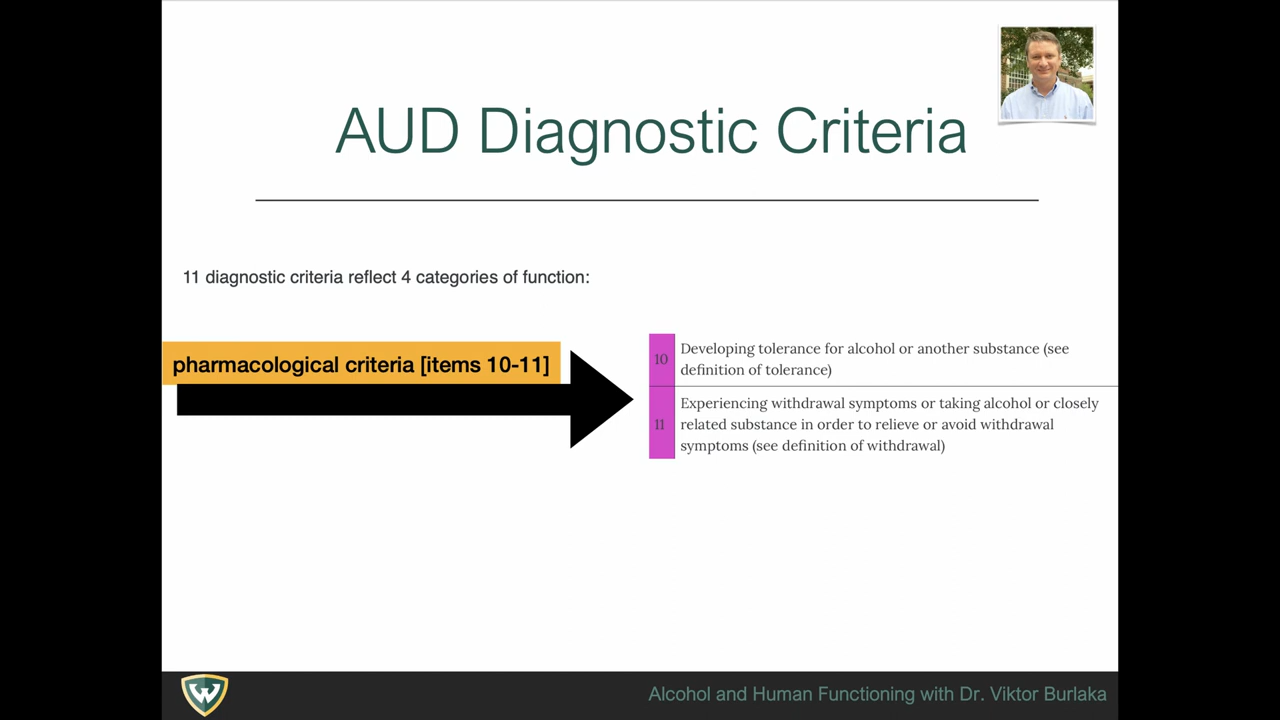 AUD Diagnostic Criteria
11 diagnostic criteria reflect 4 categories of function:
pharmacological criteria [items 10-11]
10
Developing tolerance for alcohol or another substance (see
definition of tolerance)
11
Experiencing withdrawal symptoms or taking alcohol or closely
related substance in order to relieve or avoid withdrawal
symptoms (see definition of withdrawal)
W
Alcohol and Human Functioning with Dr. Viktor Burlaka